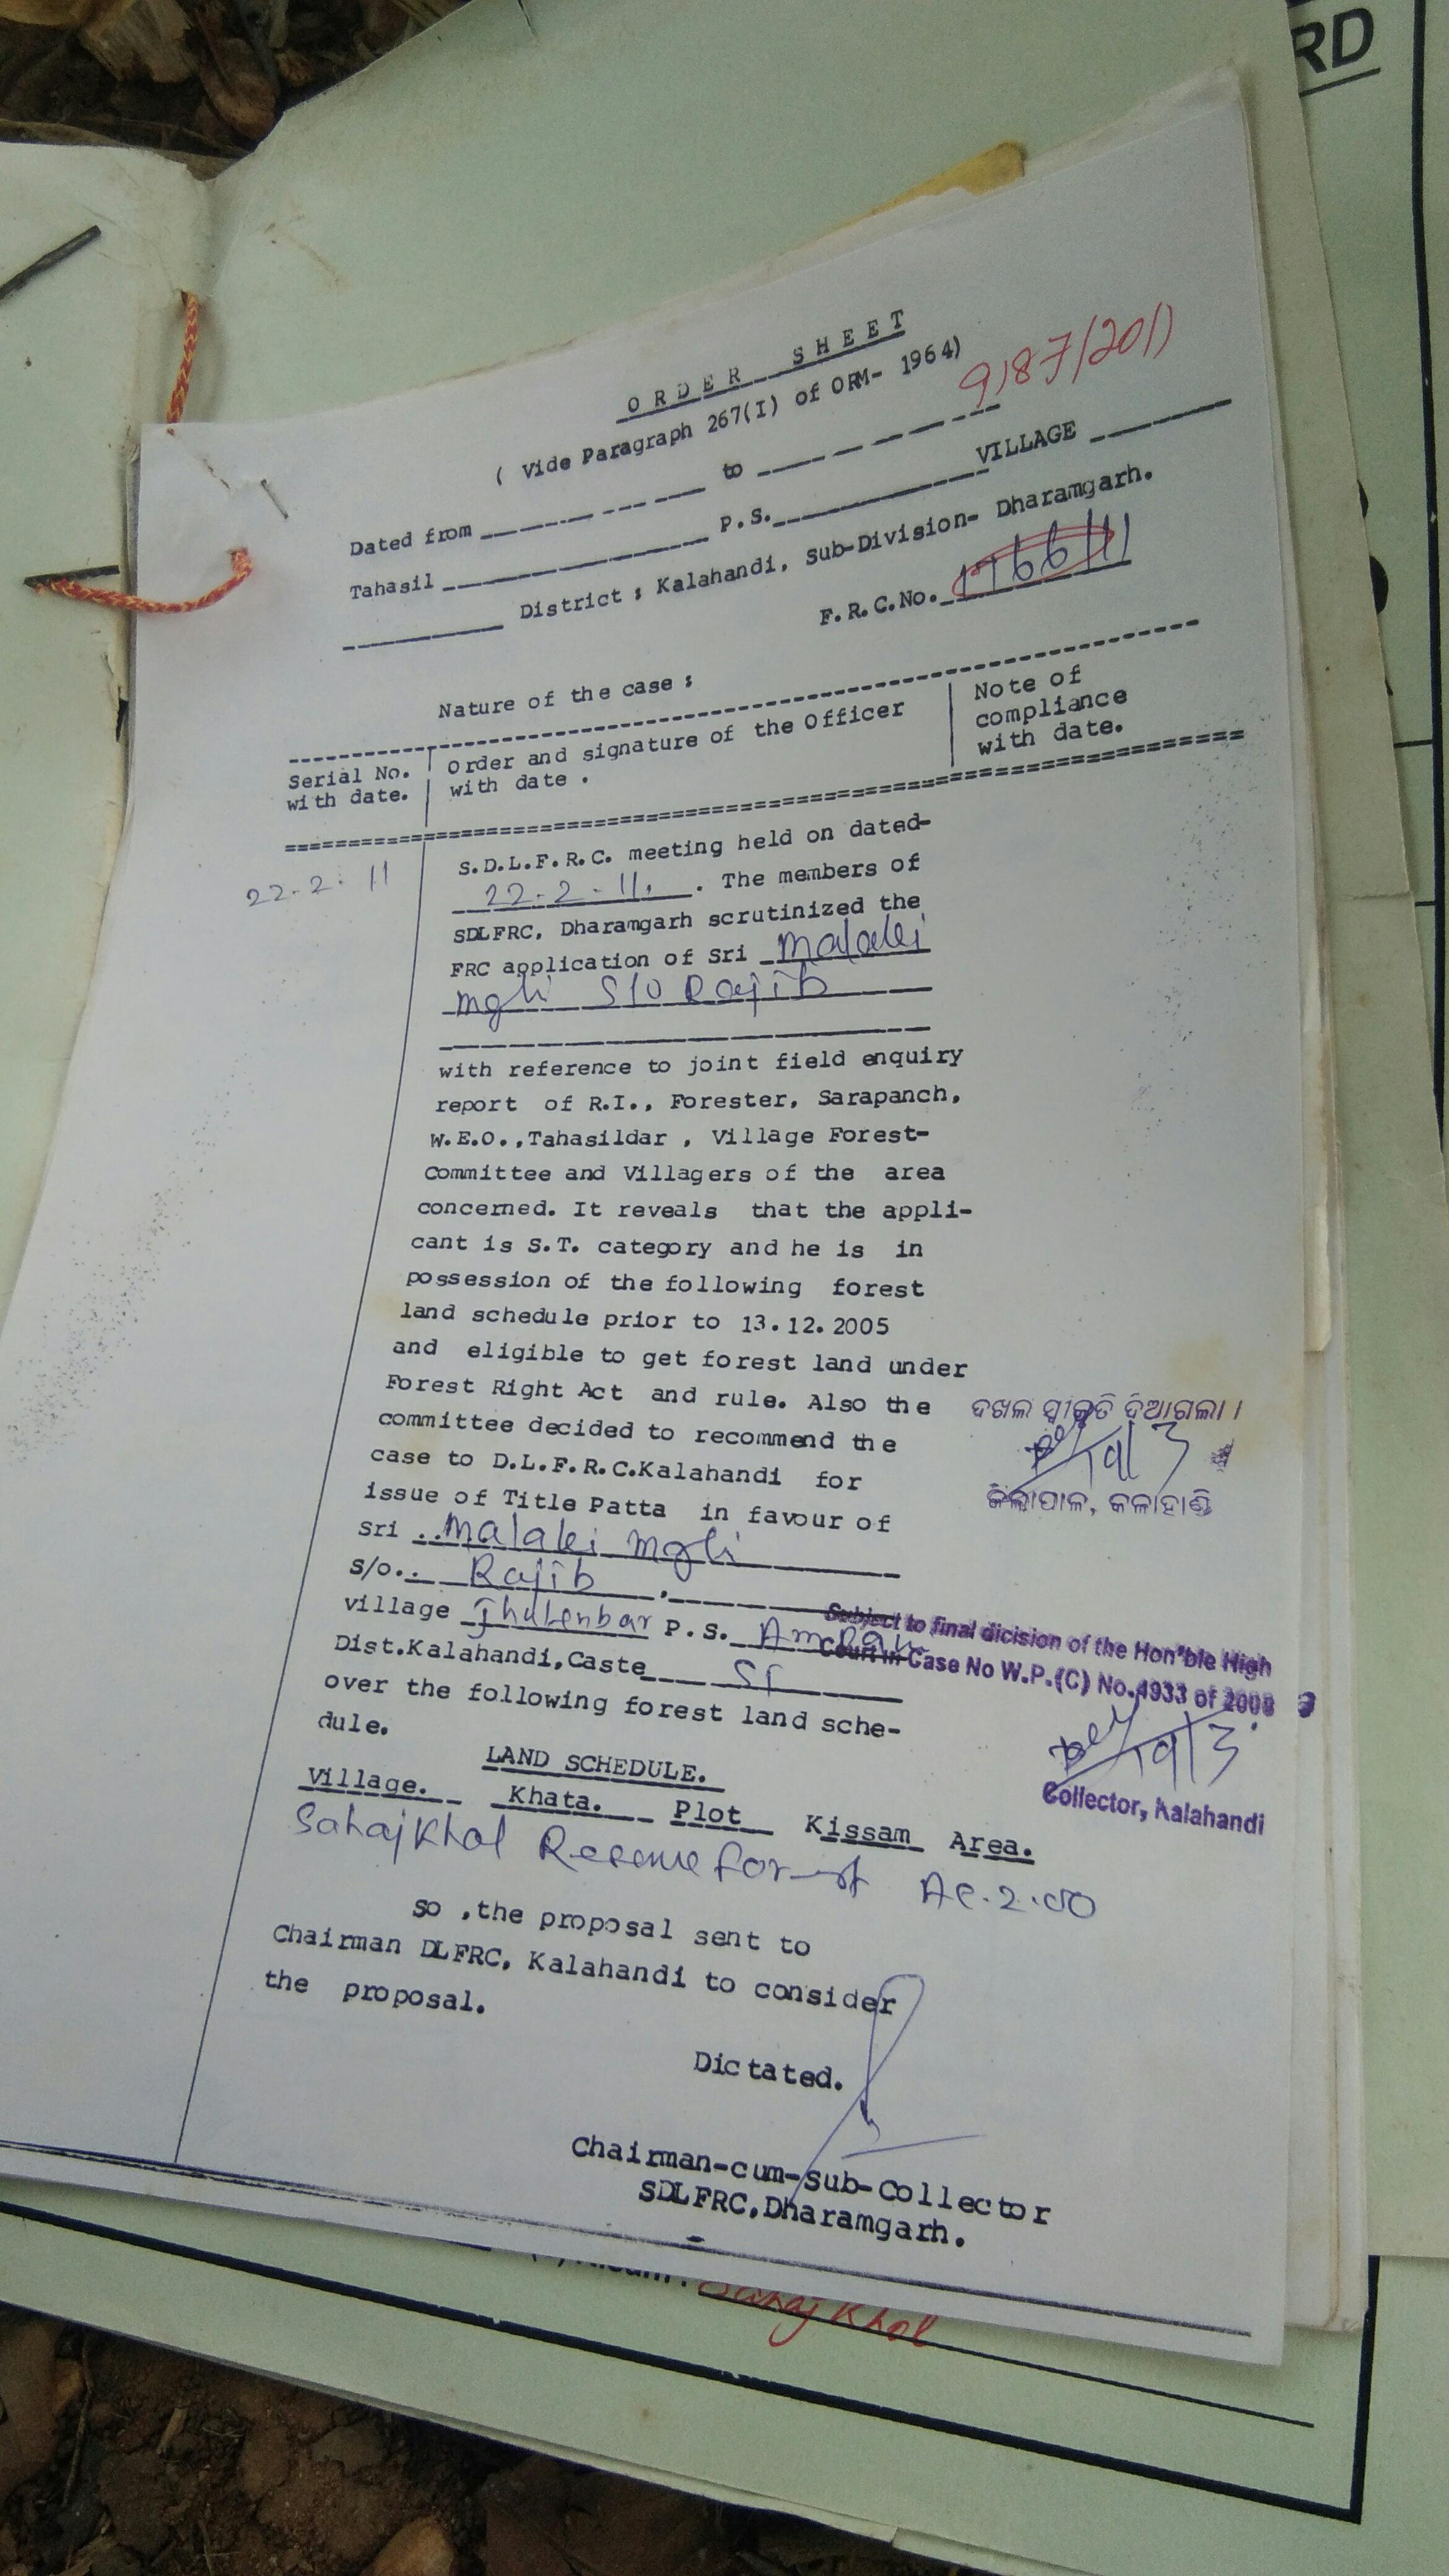 RD
ORDER SHEET
( Vide Paragraph 267(I) of ORM- 1964)
9187/2011
Dated from to
Tahasil P.S. VILLAGE
District : Kalahandi, Sub-Division- Dharamgarh.
F.R.C.No. 1766/11
Nature of the case :
Serial No. with date.
Order and signature of the Officer with date .
Note of compliance with date.
22.2.11
S.D.L.F.R.C. meeting held on dated-
22.2.11. . The members of
SDLFRC, Dharamgarh scrutinized the
FRC application of Sri Malaki
S/O Rajib
with reference to joint field enquiry
report of R.I., Forester, Sarapanch,
W.E.O.,Tahasildar , Village Forest-
Committee and Villagers of the area
concerned. It reveals that the appli-
cant is S.T. category and he is in
possession of the following forest
land schedule prior to 13.12.2005
and eligible to get forest land under
Forest Right Act and rule. Also the
committee decided to recommend the
case to D.L.F.R.C.Kalahandi for
issue of Title Patta in favour of
ଦଖଲ ସ୍ୱୀକୃତି ଦିଆଗଲା ।
ଜିଲ୍ଲାପାଳ, କଳାହାଣ୍ଡି
Sri ..Malaki
s/o.. Rajib
village P.S.
Dist.Kalahandi,Caste ST
over the following forest land sche-
dule.
Subject to final dicision of the Hon"ble High
Court in Case No W.P.(C) No.4933 of 2008
Collector, Kalahandi
LAND SCHEDULE.
Village. Khata. Plot Kissam Area.
Sahajkhol Reserve forest Ac.2.00
So ,the proposal sent to
Chairman DLFRC, Kalahandi to consider
the proposal.
Dictated.
Chairman-cum-Sub-Collector
SDLFRC,Dharamgarh.
Sahaj Khol